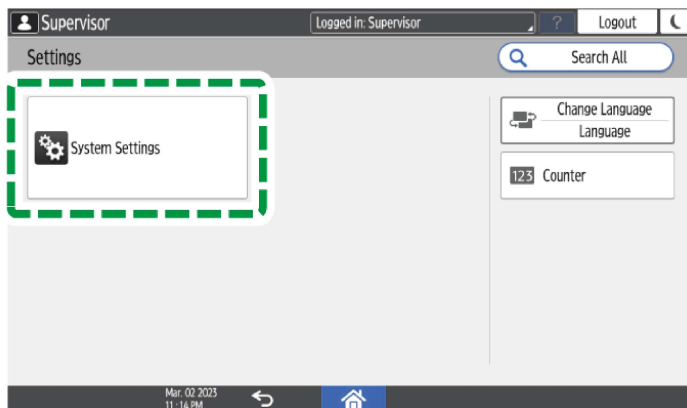 Supervisor
Logged in: Supervisor
?
Logout
Settings
Search All
System Settings
Change Language
Language
123 Counter
Mar. 02 2023
11:14 PM